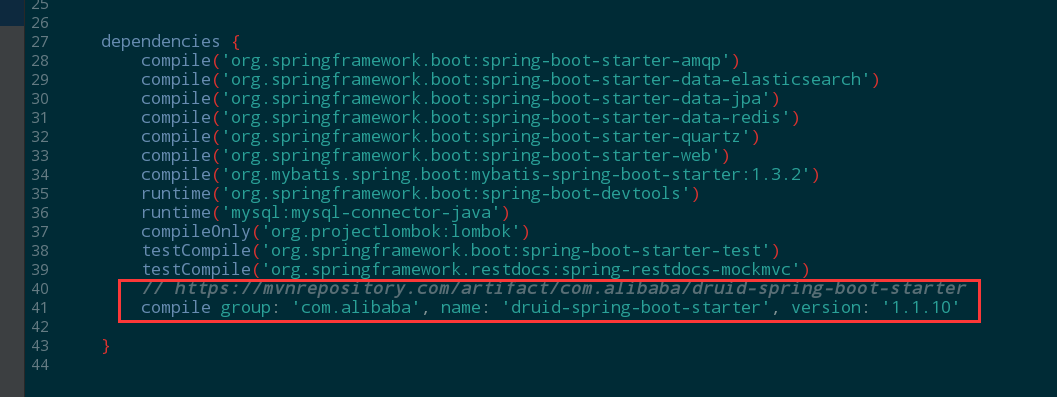 25
26
27 dependencies {
28 compile('org.springframework.boot:spring-boot-starter-amqp')
29 compile('org.springframework.boot:spring-boot-starter-data-elasticsearch')
30 compile('org.springframework.boot:spring-boot-starter-data-jpa')
31 compile('org.springframework.boot:spring-boot-starter-data-redis')
32 compile('org.springframework.boot:spring-boot-starter-quartz')
33 compile('org.springframework.boot:spring-boot-starter-web')
34 compile('org.mybatis.spring.boot:mybatis-spring-boot-starter:1.3.2')
35 runtime('org.springframework.boot:spring-boot-devtools')
36 runtime('mysql:mysql-connector-java')
37 compileOnly('org.projectlombok:lombok')
38 testCompile('org.springframework.boot:spring-boot-starter-test')
39 testCompile('org.springframework.restdocs:spring-restdocs-mockmvc')
40 // https://mvnrepository.com/artifact/com.alibaba/druid-spring-boot-starter
41 compile group: 'com.alibaba', name: 'druid-spring-boot-starter', version: '1.1.10'
42
43 }
44